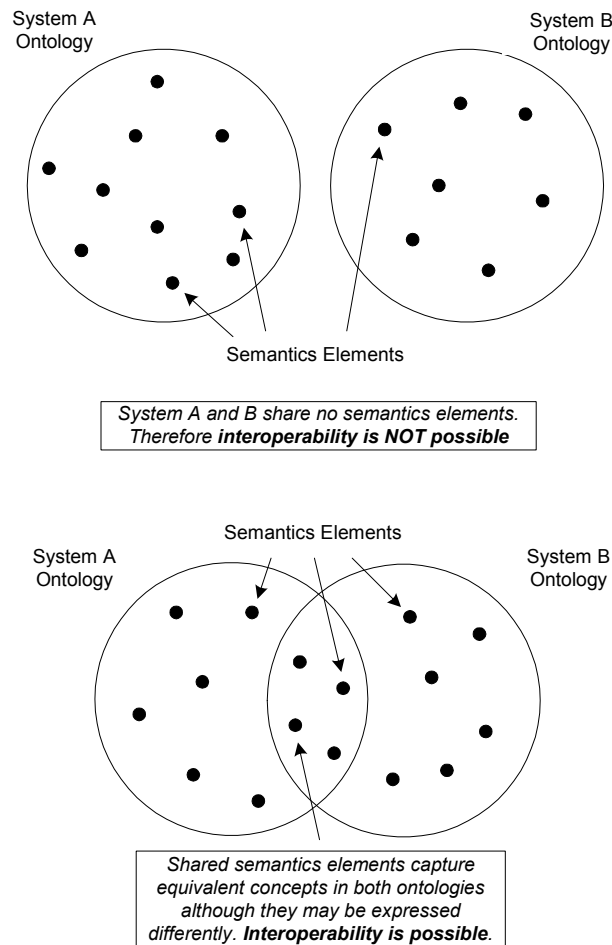 System A
Ontology
System B
Ontology
Semantics Elements
System A and B share no semantics elements.
Therefore interoperability is NOT possible
Semantics Elements
System A
Ontology
System B
Ontology
Shared semantics elements capture
equivalent concepts in both ontologies
although they may be expressed
differently. Interoperability is possible.